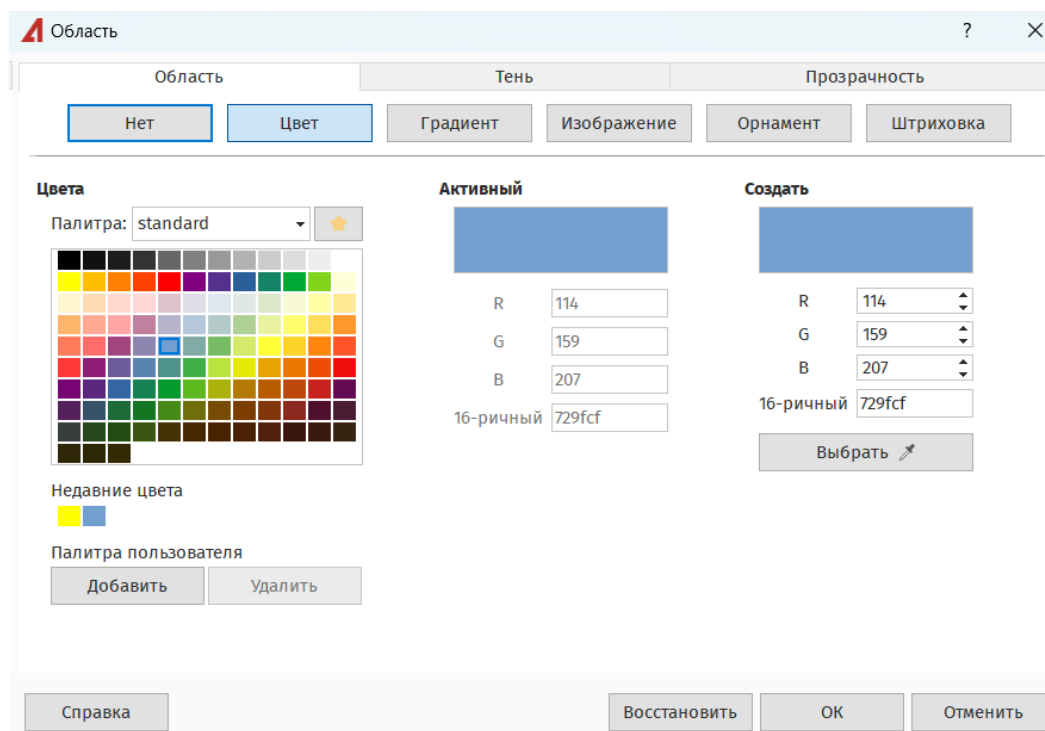 Область ?
Область Тень Прозрачность
Нет Цвет Градиент Изображение Орнамент Штриховка
Цвета Активный Создать
Палитра: standard
R 114 R 114
G 159 G 159
B 207 B 207
16-ричный 729fcf 16-ричный 729fcf
Выбрать
Недавние цвета
Палитра пользователя
Добавить Удалить
Справка Восстановить ОК Отменить